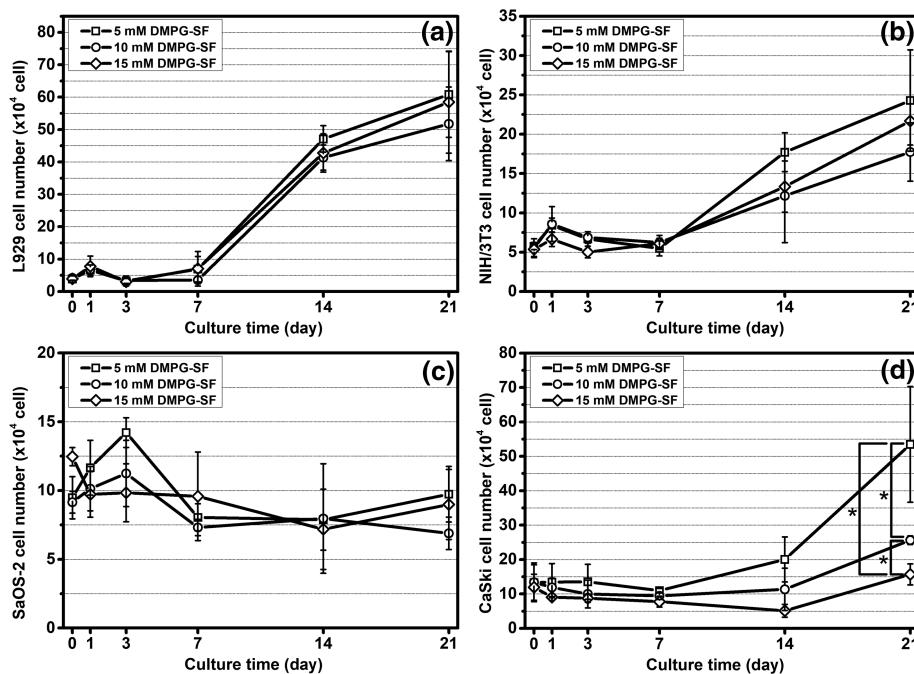 (a)
5 mM DMPG-SF
10 mM DMPG-SF
15 mM DMPG-SF
L929 cell number (x10⁴ cell)
80
70
60
50
40
30
20
10
0
0 1 3 7 14 21
Culture time (day)
(b)
5 mM DMPG-SF
10 mM DMPG-SF
15 mM DMPG-SF
NIH/3T3 cell number (x10⁴ cell)
35
30
25
20
15
10
5
0
0 1 3 7 14 21
Culture time (day)
(c)
5 mM DMPG-SF
10 mM DMPG-SF
15 mM DMPG-SF
SaOS-2 cell number (x10⁴ cell)
20
15
10
5
0
0 1 3 7 14 21
Culture time (day)
(d)
5 mM DMPG-SF
10 mM DMPG-SF
15 mM DMPG-SF
CaSki cell number (x10⁴ cell)
80
70
60
50
40
30
20
10
0
* * *
0 1 3 7 14 21
Culture time (day)